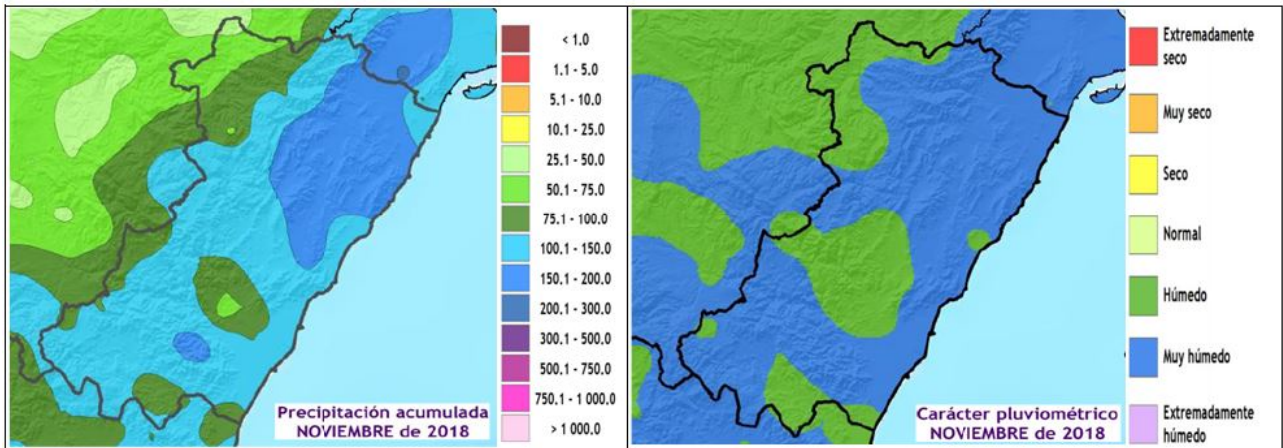 < 1.0
1.1 - 5.0
5.1 - 10.0
10.1 - 25.0
25.1 - 50.0
50.1 - 75.0
75.1 - 100.0
100.1 - 150.0
150.1 - 200.0
200.1 - 300.0
300.1 - 500.0
500.1 - 750.0
750.1 - 1 000.0
> 1 000.0
Precipitación acumulada
NOVIEMBRE de 2018
Extremadamente
seco
Muy seco
Seco
Normal
Húmedo
Muy húmedo
Extremadamente
húmedo
Carácter pluviométrico
NOVIEMBRE de 2018